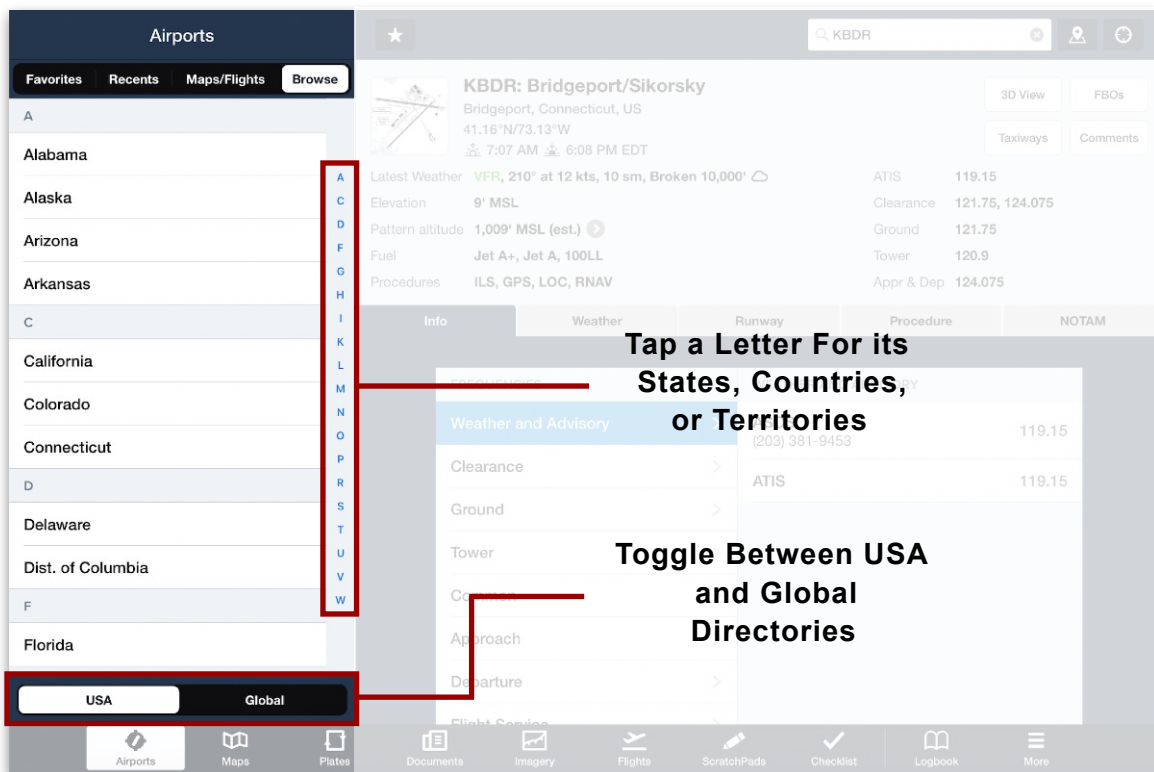 Airports
Favorites Recents Maps/Flights Browse
A
Alabama
Alaska
Arizona
Arkansas
C
California
Colorado
Connecticut
D
Delaware
Dist. of Columbia
F
Florida
USA Global
A
C
D
F
G
H
I
K
L
M
N
O
P
R
S
T
U
V
W
KBDR
KBDR: Bridgeport/Sikorsky
Bridgeport, Connecticut, US
41.16°N/73.13°W
7:07 AM 6:08 PM EDT
3D View FBOs
Taxiways Comments
Latest Weather VFR, 210° at 12 kts, 10 sm, Broken 10,000'
Elevation 9' MSL
Pattern altitude 1,009' MSL (est.)
Fuel Jet A+, Jet A, 100LL
Procedures ILS, GPS, LOC, RNAV
ATIS 119.15
Clearance 121.75, 124.075
Ground 121.75
Tower 120.9
Appr & Dep 124.075
Info Weather Runway Procedure NOTAM
Tap a Letter For its
States, Countries,
or Territories
FREQUENCIES
Weather and Advisory
Clearance
Ground
Tower
Common
Approach
Departure
Flight Service
(203) 381-9453 119.15
ATIS 119.15
Toggle Between USA
and Global
Directories
Airports Maps Plates Documents Imagery Flights ScratchPads Checklist Logbook More